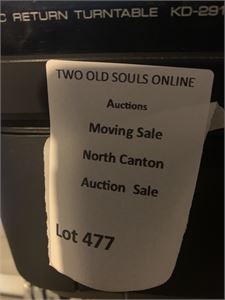 C RETURN TURNTABLE KD-291
TWO OLD SOULS ONLINE
Auctions
Moving Sale
North Canton
Auction Sale
Lot 477